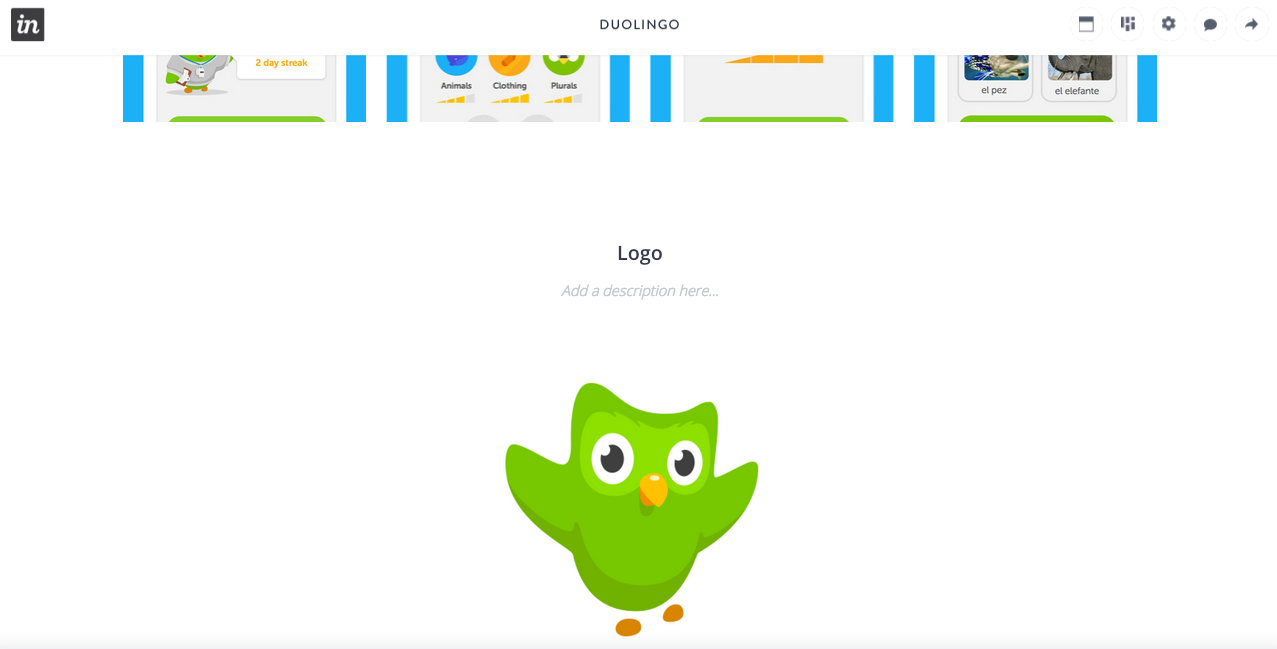 in
DUOLINGO
2 day streak
Animals Clothing Plurals
el pez
el elefante
Logo
Add a description here...